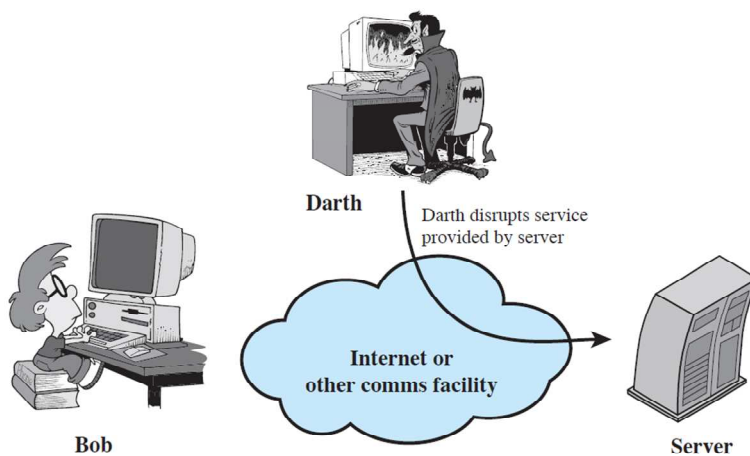 Darth
Darth disrupts service
provided by server
Internet or
other comms facility
Bob
Server